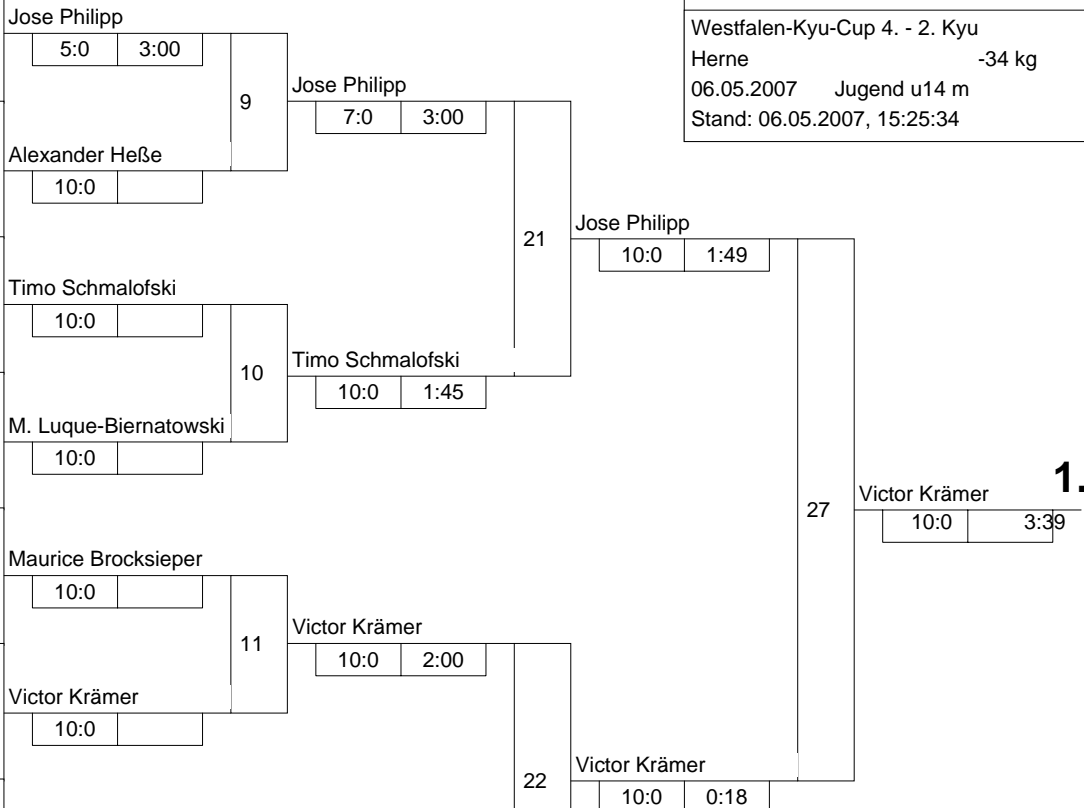 Jose Philipp
5:0 3:00
9
Alexander Heße
10:0
Jose Philipp
7:0 3:00
Westfalen-Kyu-Cup 4. - 2. Kyu
Herne -34 kg
06.05.2007 Jugend u14 m
Stand: 06.05.2007, 15:25:34
21
Jose Philipp
10:0 1:49
Timo Schmalofski
10:0
10
Timo Schmalofski
10:0 1:45
M. Luque-Biernatowski
10:0
27
Victor Krämer 1.
10:0 3:39
Maurice Brocksieper
10:0
11
Victor Krämer
10:0 2:00
Victor Krämer
10:0
22
Victor Krämer
10:0 0:18